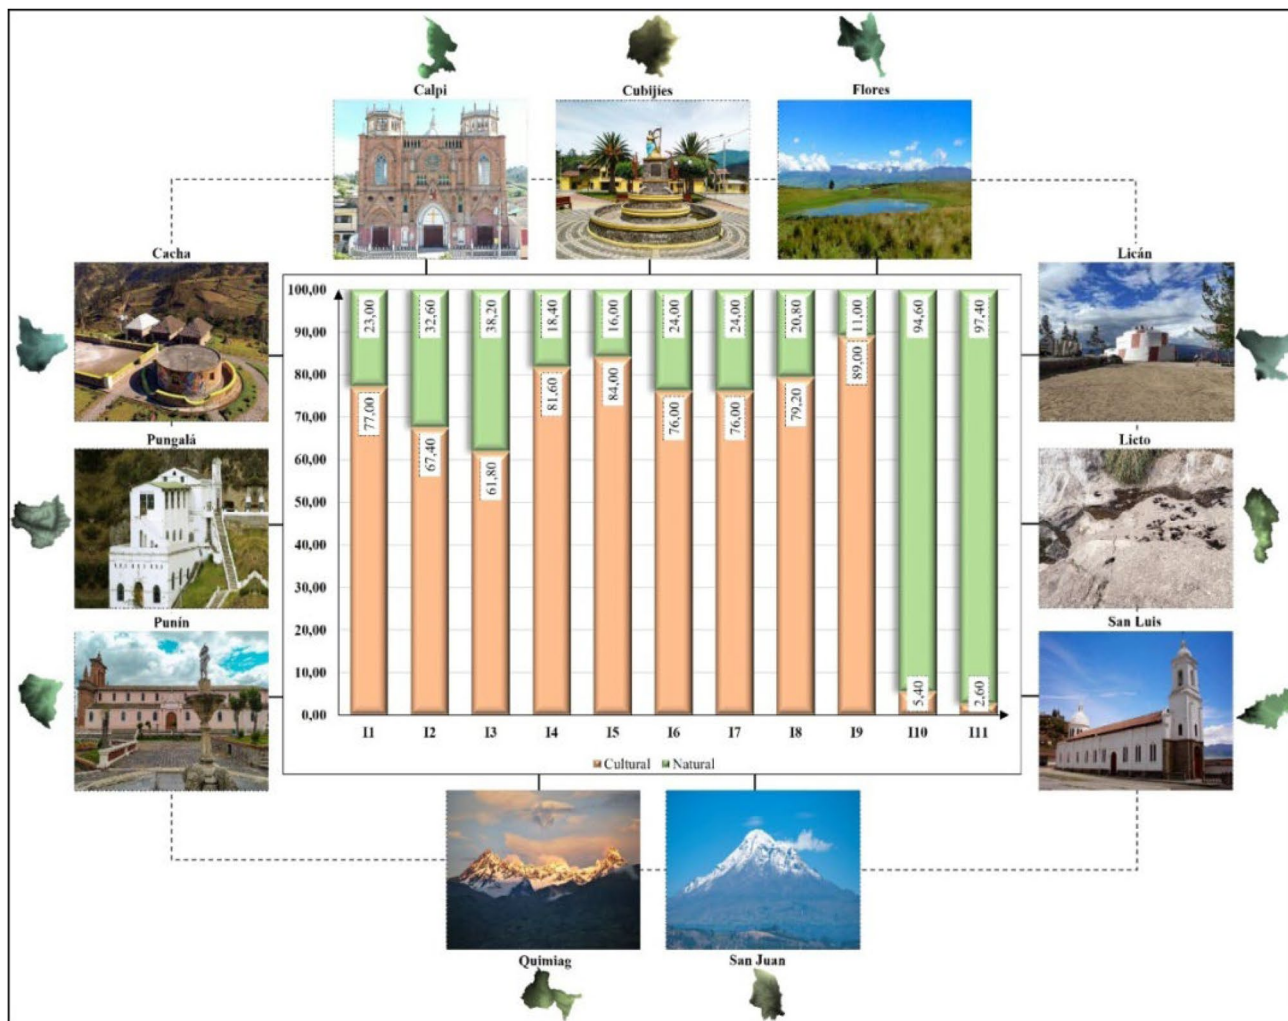 Calpi
Cubijíes
Flores
Cacha
Licán
Pungalá
Licto
Punín
San Luis
100,00
90,00
80,00
70,00
60,00
50,00
40,00
30,00
20,00
10,00
0,00
23,00
32,60
38,20
18,40
16,00
24,00
24,00
20,80
11,00
94,60
97,40
77,00
67,40
61,80
81,60
84,00
76,00
76,00
79,20
89,00
5,40
2,60
I1 I2 I3 I4 I5 I6 I7 I8 I9 I10 I11
Cultural Natural
Quimiag
San Juan